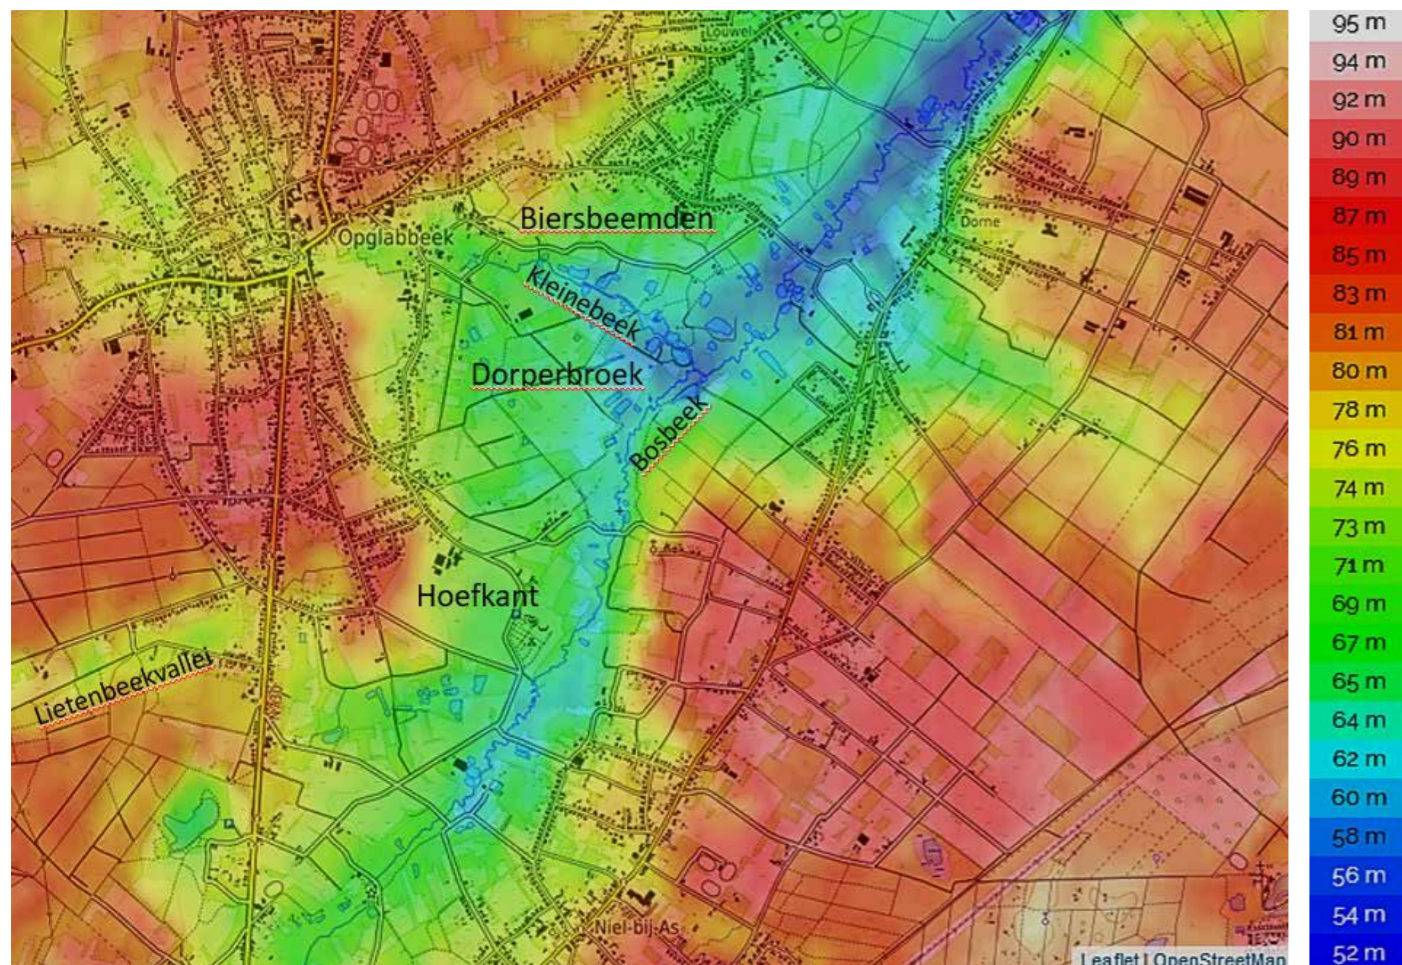 Louwel
Biersbeemden
Dorne
Opglabbeek
Kleinebeek
Dorperbroek
Bosbeek
Hoefkant
Lietenbeekvallei
Niel-bij-As
Leaflet | OpenStreetMap
95 m
94 m
92 m
90 m
89 m
87 m
85 m
83 m
81 m
80 m
78 m
76 m
74 m
73 m
71 m
69 m
67 m
65 m
64 m
62 m
60 m
58 m
56 m
54 m
52 m